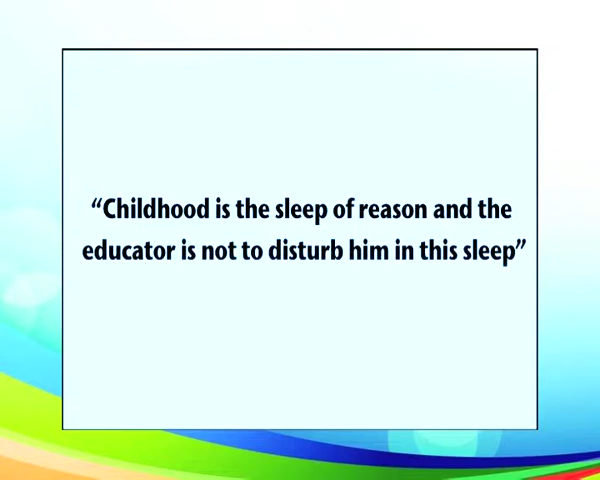 “Childhood is the sleep of reason and the
educator is not to disturb him in this sleep”